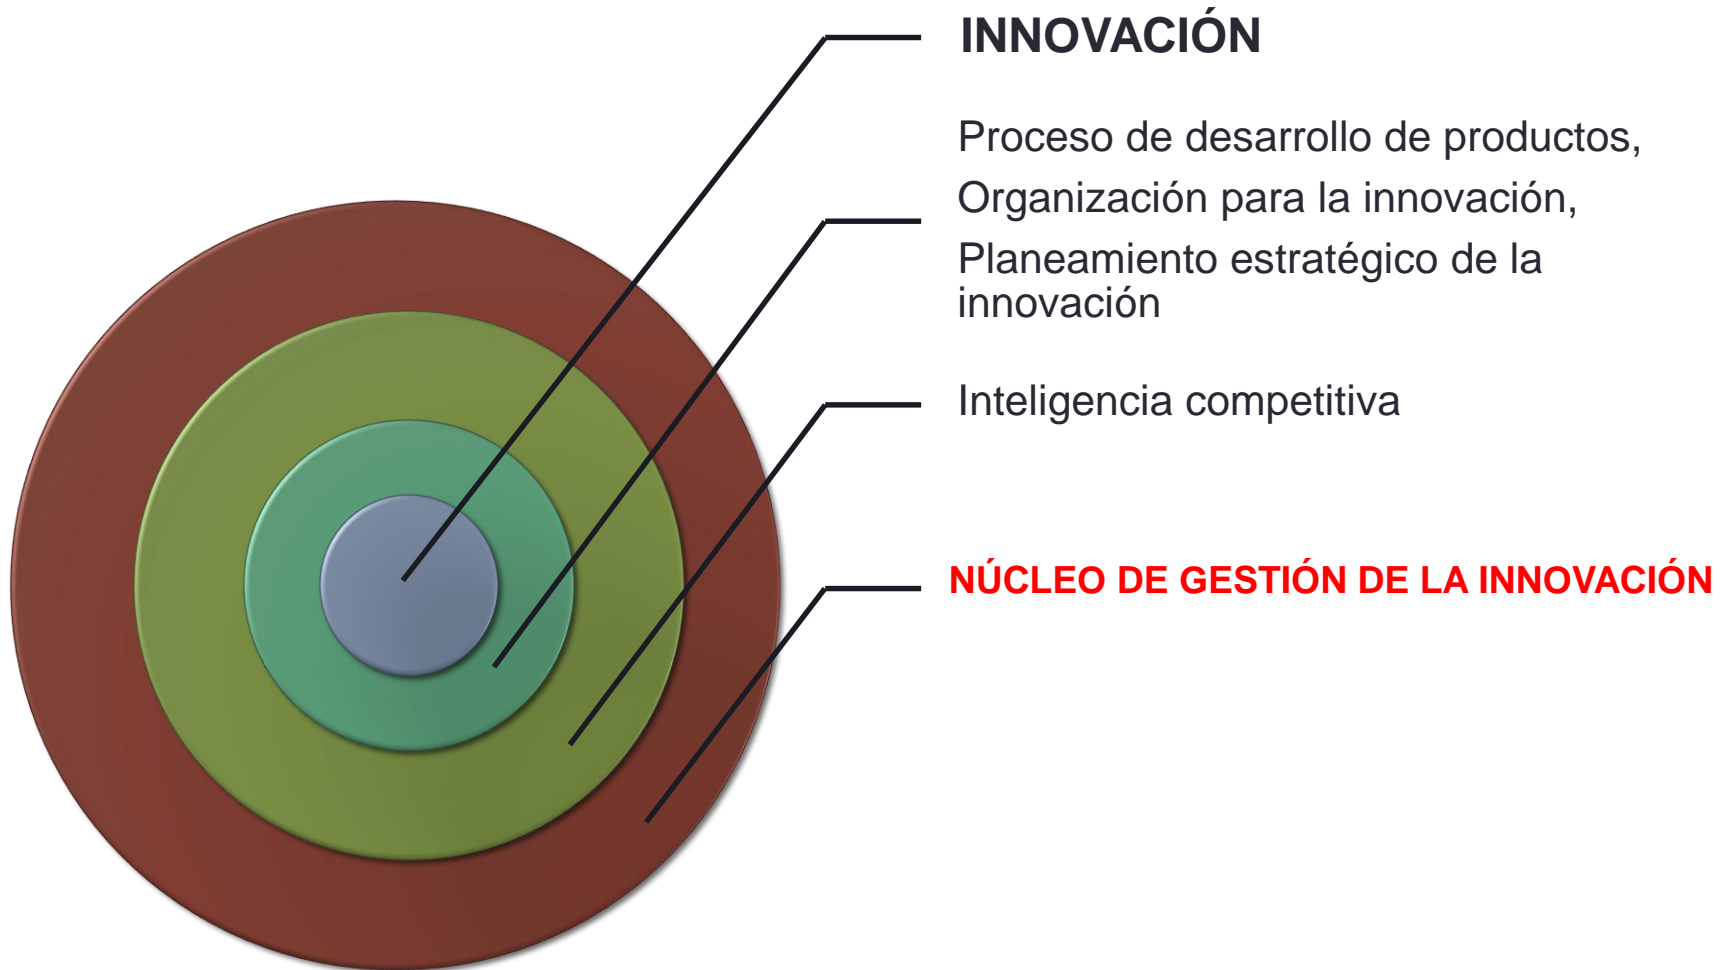 INNOVACIÓN
Proceso de desarrollo de productos,
Organización para la innovación,
Planeamiento estratégico de la
innovación
Inteligencia competitiva
NÚCLEO DE GESTIÓN DE LA INNOVACIÓN